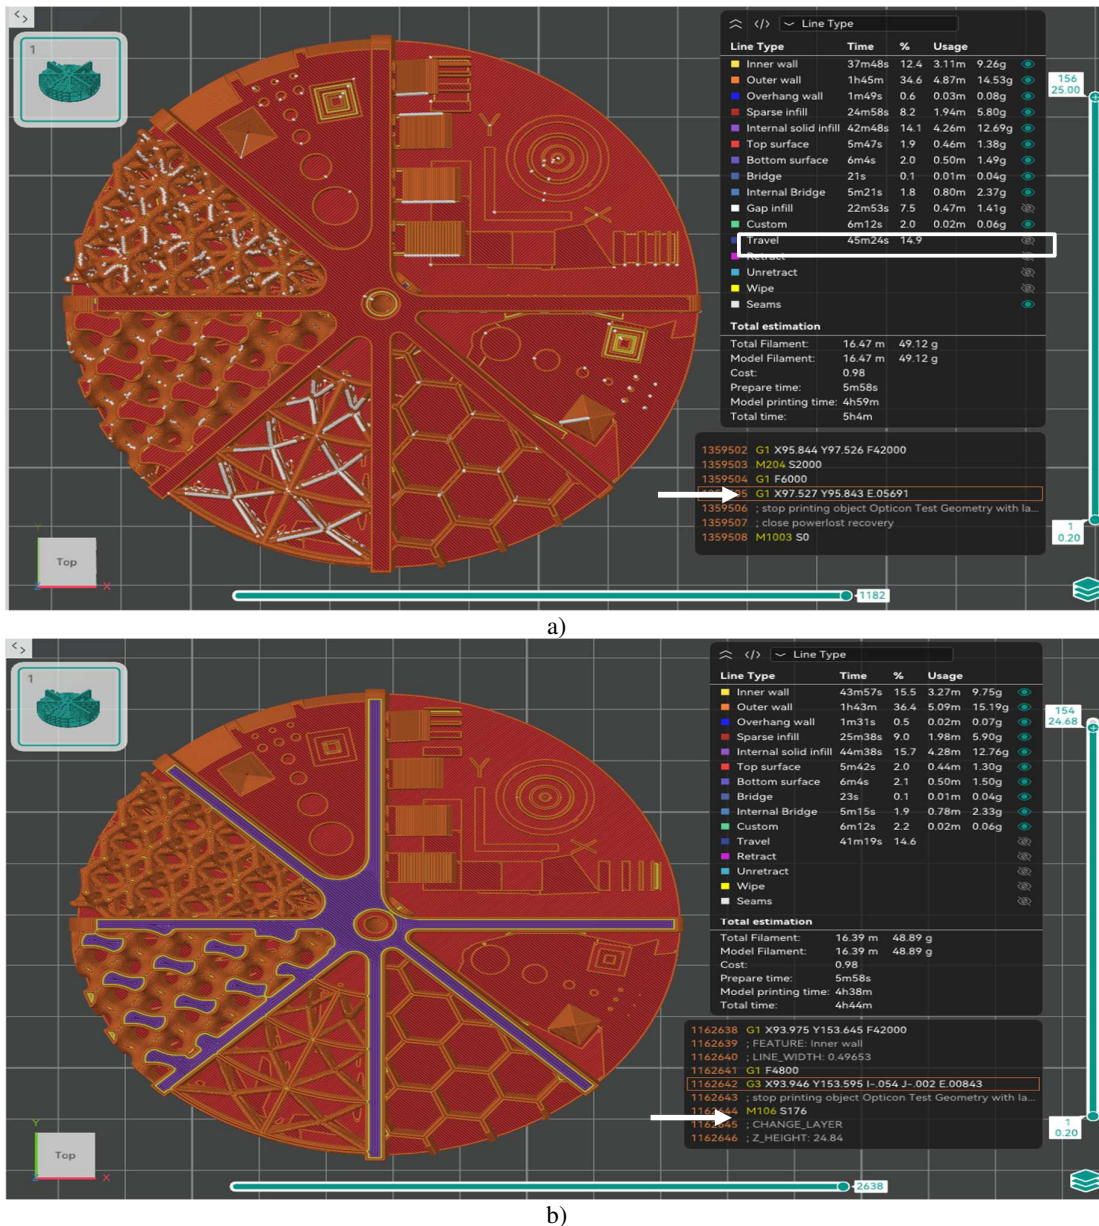 1
Line Type
Line Type Time % Usage
Inner wall 37m48s 12.4 3.11m 9.26g
Outer wall 1h45m 34.6 4.87m 14.53g
Overhang wall 1m49s 0.6 0.03m 0.08g
Sparse infill 24m58s 8.2 1.94m 5.80g
Internal solid infill 42m48s 14.1 4.26m 12.69g
Top surface 5m47s 1.9 0.46m 1.38g
Bottom surface 6m4s 2.0 0.50m 1.49g
Bridge 21s 0.1 0.01m 0.04g
Internal Bridge 5m21s 1.8 0.80m 2.37g
Gap infill 22m53s 7.5 0.47m 1.41g
Custom 6m12s 2.0 0.02m 0.06g
Travel 45m24s 14.9
Retract
Unretract
Wipe
Seams
Total estimation
Total Filament: 16.47 m 49.12 g
Model Filament: 16.47 m 49.12 g
Cost: 0.98
Prepare time: 5m58s
Model printing time: 4h59m
Total time: 5h4m
156
25.00
1359502 G1 X95.844 Y97.526 F42000
1359503 M204 S2000
1359504 G1 F6000
G1 X97.527 Y95.843 E.05691
1359506 ; stop printing object Opticon Test Geometry with la...
1359507 ; close powerlost recovery
1359508 M1003 S0
1
0.20
Y
Top
X
1182
a)
1
Line Type
Line Type Time % Usage
Inner wall 43m57s 15.5 3.27m 9.75g
Outer wall 1h43m 36.4 5.09m 15.19g
Overhang wall 1m31s 0.5 0.02m 0.07g
Sparse infill 25m38s 9.0 1.98m 5.90g
Internal solid infill 44m38s 15.7 4.28m 12.76g
Top surface 5m42s 2.0 0.44m 1.30g
Bottom surface 6m4s 2.1 0.50m 1.50g
Bridge 23s 0.1 0.01m 0.04g
Internal Bridge 5m15s 1.9 0.78m 2.33g
Custom 6m12s 2.2 0.02m 0.06g
Travel 41m19s 14.6
Retract
Unretract
Wipe
Seams
Total estimation
Total Filament: 16.39 m 48.89 g
Model Filament: 16.39 m 48.89 g
Cost: 0.98
Prepare time: 5m58s
Model printing time: 4h38m
Total time: 4h44m
154
24.68
1162638 G1 X93.975 Y153.645 F42000
1162639 ; FEATURE: Inner wall
1162640 ; LINE_WIDTH: 0.49653
1162641 G1 F4800
1162642 G3 X93.946 Y153.595 I-.054 J-.002 E.00843
1162643 ; stop printing object Opticon Test Geometry with la...
1162644 M106 S176
1162645 ; CHANGE_LAYER
1162646 ; Z_HEIGHT: 24.84
1
0.20
Y
Top
X
2638
b)